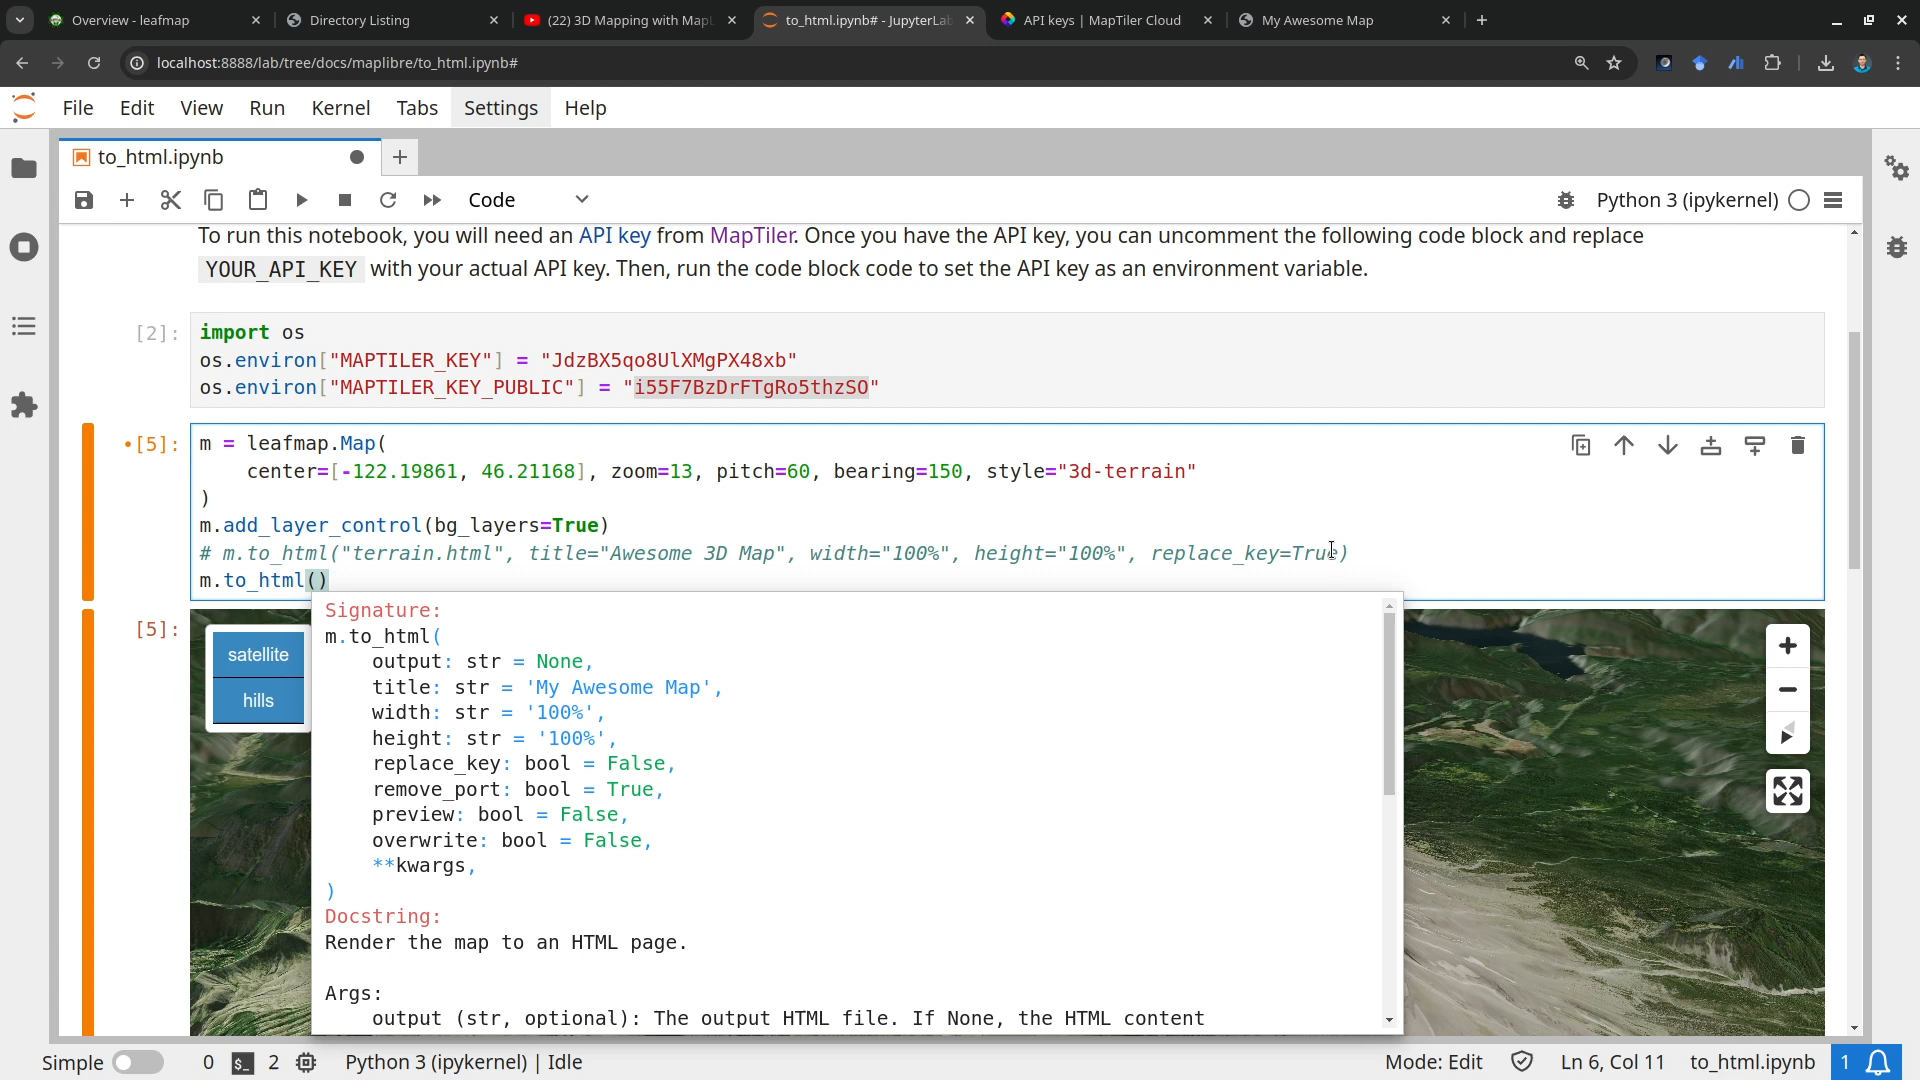 Overview - leafmap
Directory Listing
(22) 3D Mapping with MapL
to_html.ipynb# - JupyterLab
API keys | MapTiler Cloud
My Awesome Map
localhost:8888/lab/tree/docs/maplibre/to_html.ipynb#
File Edit View Run Kernel Tabs Settings Help
to_html.ipynb
Code
Python 3 (ipykernel)
To run this notebook, you will need an API key from MapTiler. Once you have the API key, you can uncomment the following code block and replace
YOUR_API_KEY with your actual API key. Then, run the code block code to set the API key as an environment variable.
[2]:
import os
os.environ["MAPTILER_KEY"] = "JdzBX5qo8UlXMgPX48xb"
os.environ["MAPTILER_KEY_PUBLIC"] = "i55F7BzDrFTgRo5thzSO"
•[5]:
m = leafmap.Map(
    center=[-122.19861, 46.21168], zoom=13, pitch=60, bearing=150, style="3d-terrain"
)
m.add_layer_control(bg_layers=True)
# m.to_html("terrain.html", title="Awesome 3D Map", width="100%", height="100%", replace_key=True)
m.to_html()
[5]:
satellite
hills
Signature:
m.to_html(
    output: str = None,
    title: str = 'My Awesome Map',
    width: str = '100%',
    height: str = '100%',
    replace_key: bool = False,
    remove_port: bool = True,
    preview: bool = False,
    overwrite: bool = False,
    **kwargs,
)
Docstring:
Render the map to an HTML page.
Args:
    output (str, optional): The output HTML file. If None, the HTML content
Simple
0
2
Python 3 (ipykernel) | Idle
Mode: Edit
Ln 6, Col 11
to_html.ipynb
1